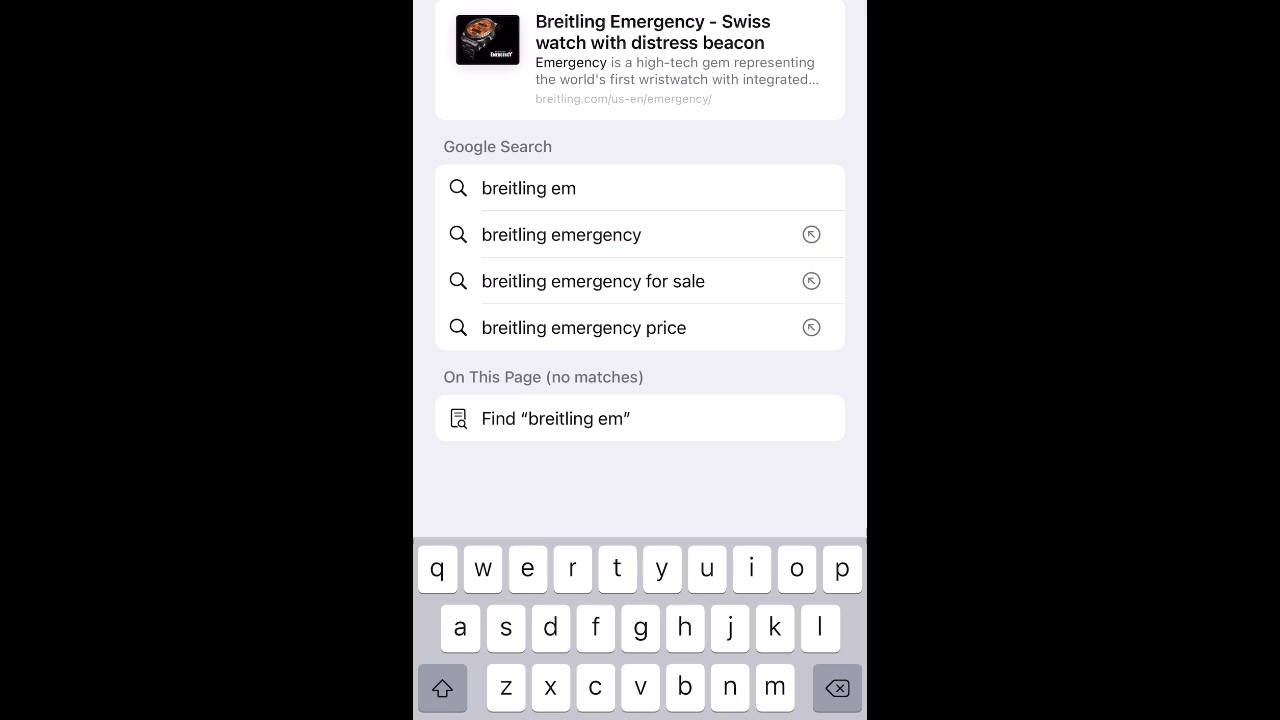 Breitling Emergency - Swiss
watch with distress beacon
Emergency is a high-tech gem representing
the world's first wristwatch with integrated...
breitling.com/us-en/emergency/
EMERGENCY
Google Search
breitling em
breitling emergency
breitling emergency for sale
breitling emergency price
On This Page (no matches)
Find “breitling em”
q w e r t y u i o p
a s d f g h j k l
z x c v b n m